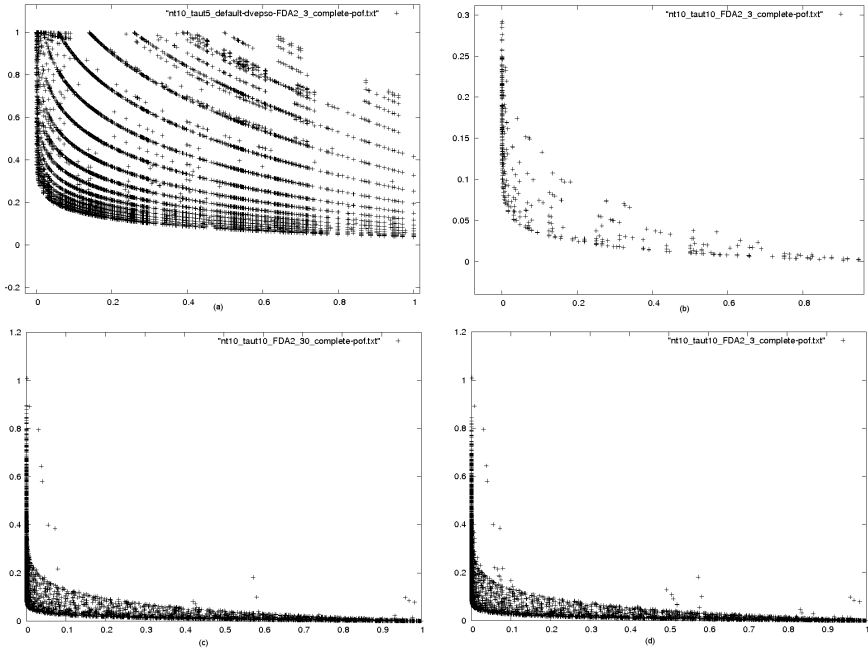 "nt10_taut5_default-dvepso-FDA2_3_complete-pof.txt" +
1
0.8
0.6
0.4
0.2
0
-0.2
0 0.2 0.4 0.6 0.8 1
(a)
"nt10_taut10_FDA2_3_complete-pof.txt" +
0.3
0.25
0.2
0.15
0.1
0.05
0
0 0.2 0.4 0.6 0.8
(b)
"nt10_taut10_FDA2_30_complete-pof.txt" +
1.2
1
0.8
0.6
0.4
0.2
0
0 0.1 0.2 0.3 0.4 0.5 0.6 0.7 0.8 0.9 1
(c)
"nt10_taut10_FDA2_3_complete-pof.txt" +
1.2
1
0.8
0.6
0.4
0.2
0
0 0.1 0.2 0.3 0.4 0.5 0.6 0.7 0.8 0.9 1
(d)